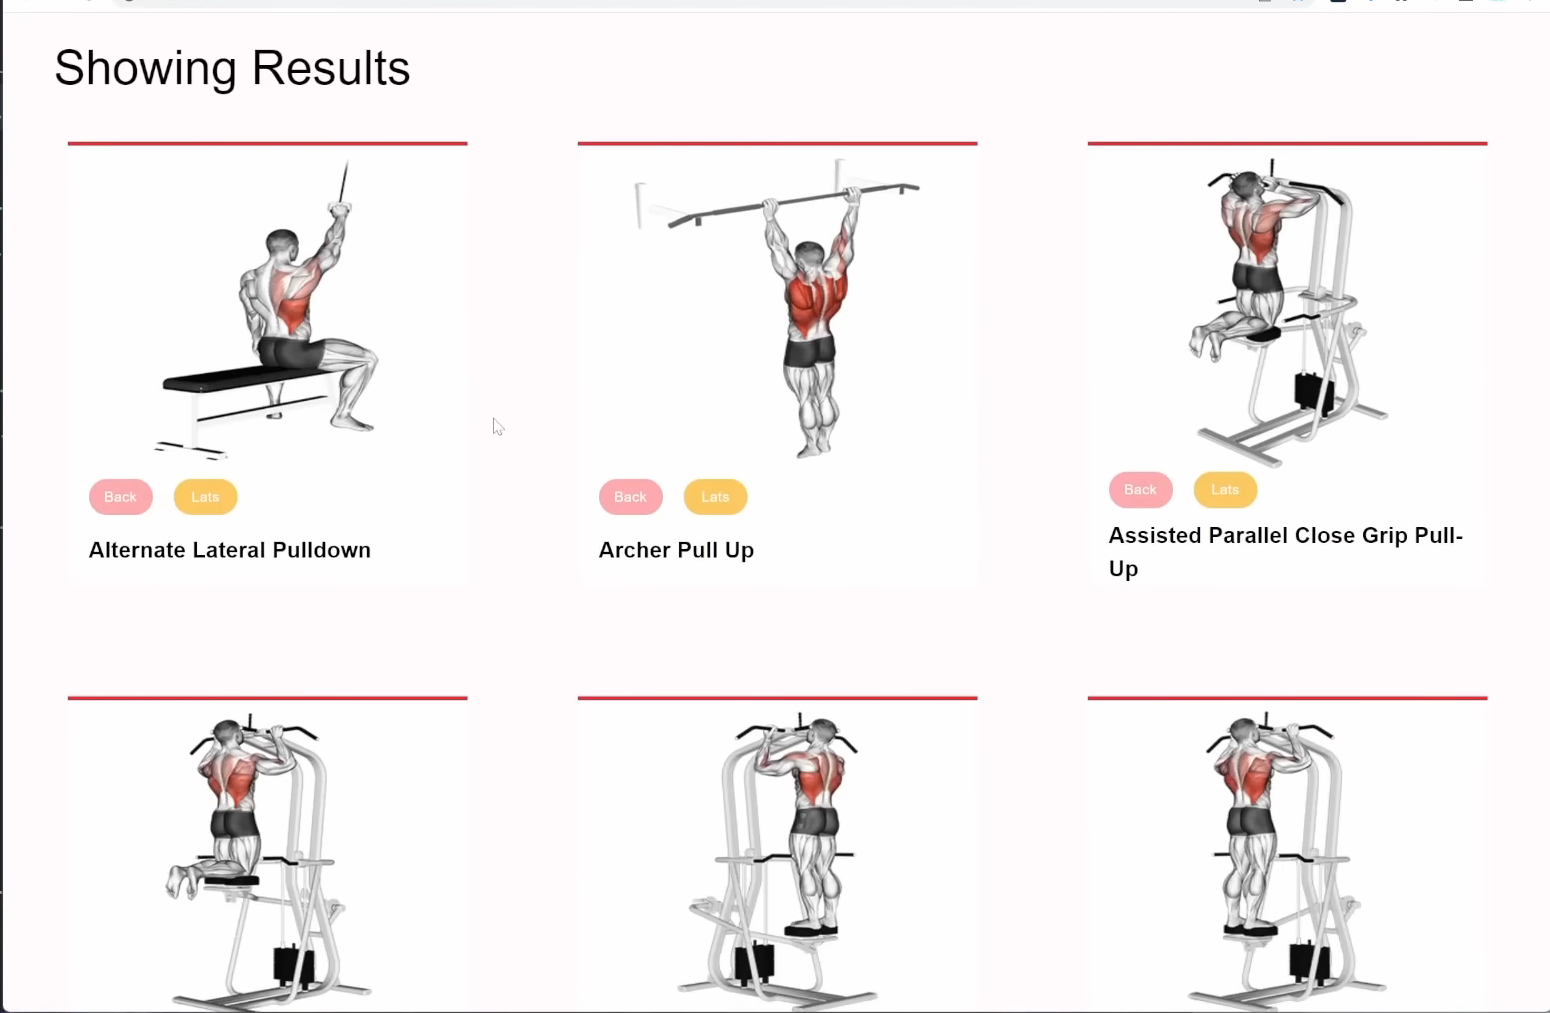 Showing Results
Back Lats
Alternate Lateral Pulldown
Back Lats
Archer Pull Up
Back Lats
Assisted Parallel Close Grip Pull-
Up